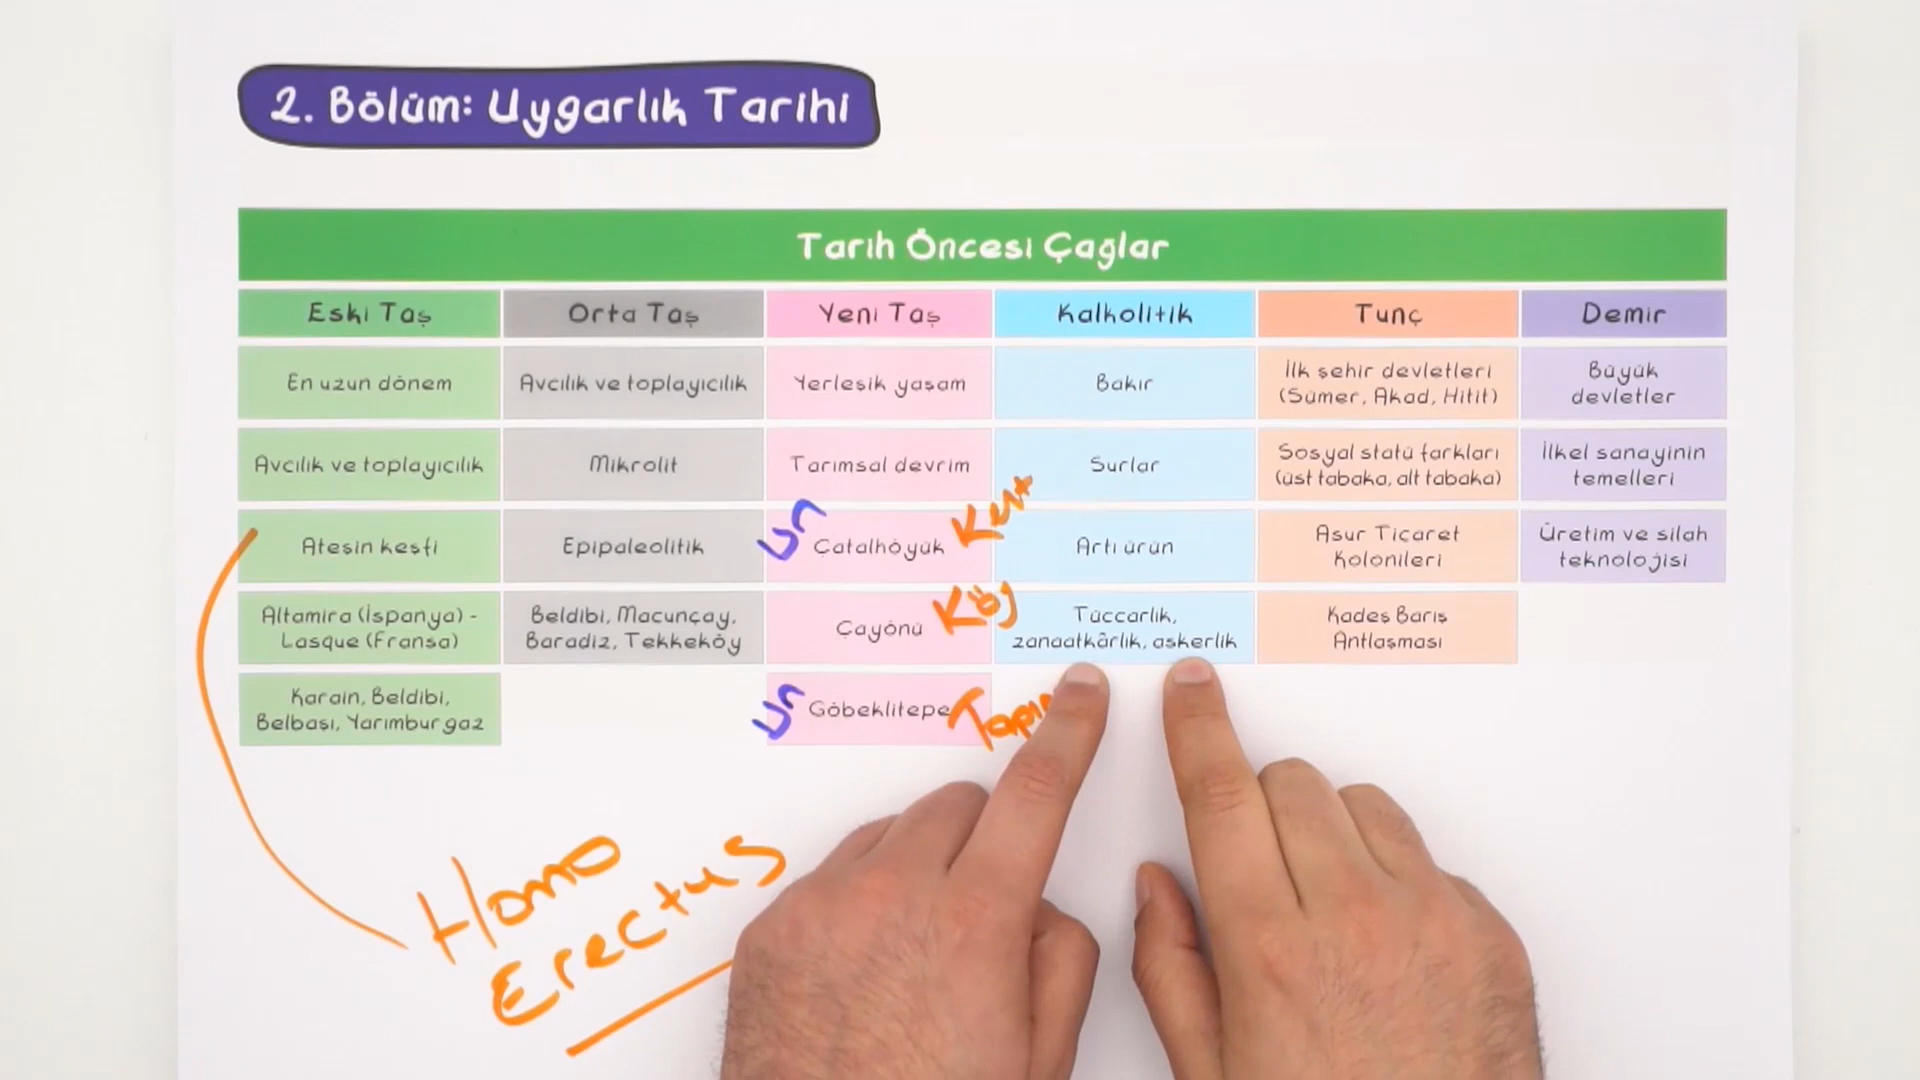 2. Bölüm: Uygarlık Tarihi
Tarih Öncesi Çağlar
Eski Taş
Orta Taş
Yeni Taş
Kalkolitik
Tunç
Demir
En uzun dönem
Avcılık ve toplayıcılık
Yerleşik yaşam
Bakır
İlk şehir devletleri
(Sümer, Akad, Hitit)
Büyük
devletler
Avcılık ve toplayıcılık
Mikrolit
Tarımsal devrim
Surlar
Sosyal statü farkları
(üst tabaka, alt tabaka)
İlkel sanayinin
temelleri
Ateşin keşfi
Epipaleolitik
Un
Çatalhöyük
Kent
Artı ürün
Asur Ticaret
Kolonileri
Üretim ve silah
teknolojisi
Altamira (İspanya) -
Lasque (Fransa)
Beldibi, Macunçay,
Baradiz, Tekkeköy
Çayönü
Köy
Tüccarlık,
zanaatkârlık, askerlik
Kadeş Barış
Antlaşması
Karain, Beldibi,
Belbaşı, Yarımburgaz
Un
Göbeklitepe
Homo
Erectus